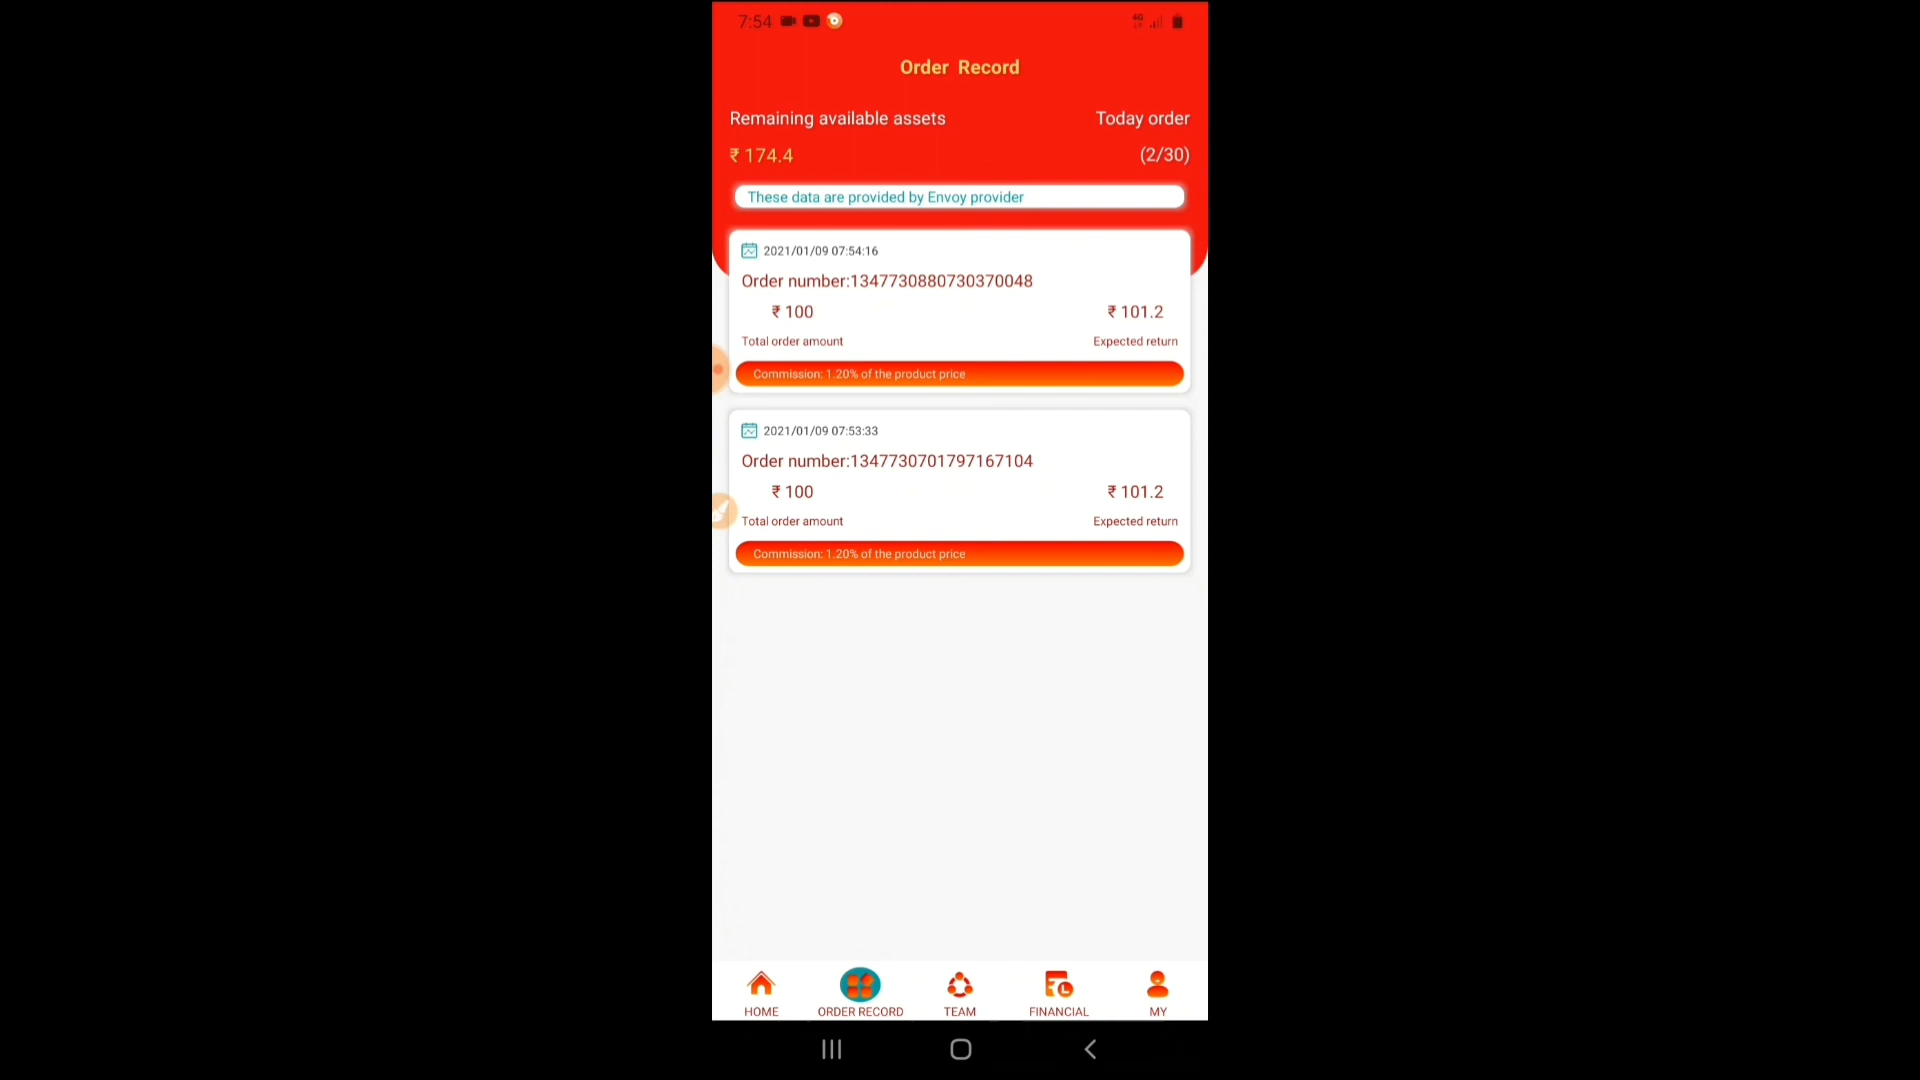 7:54
4G
Order Record
Remaining available assets
Today order
₹ 174.4
(2/30)
These data are provided by Envoy provider
2021/01/09 07:54:16
Order number:1347730880730370048
₹ 100
₹ 101.2
Total order amount
Expected return
Commission: 1.20% of the product price
2021/01/09 07:53:33
Order number:1347730701797167104
₹ 100
₹ 101.2
Total order amount
Expected return
Commission: 1.20% of the product price
HOME
ORDER RECORD
TEAM
FINANCIAL
MY